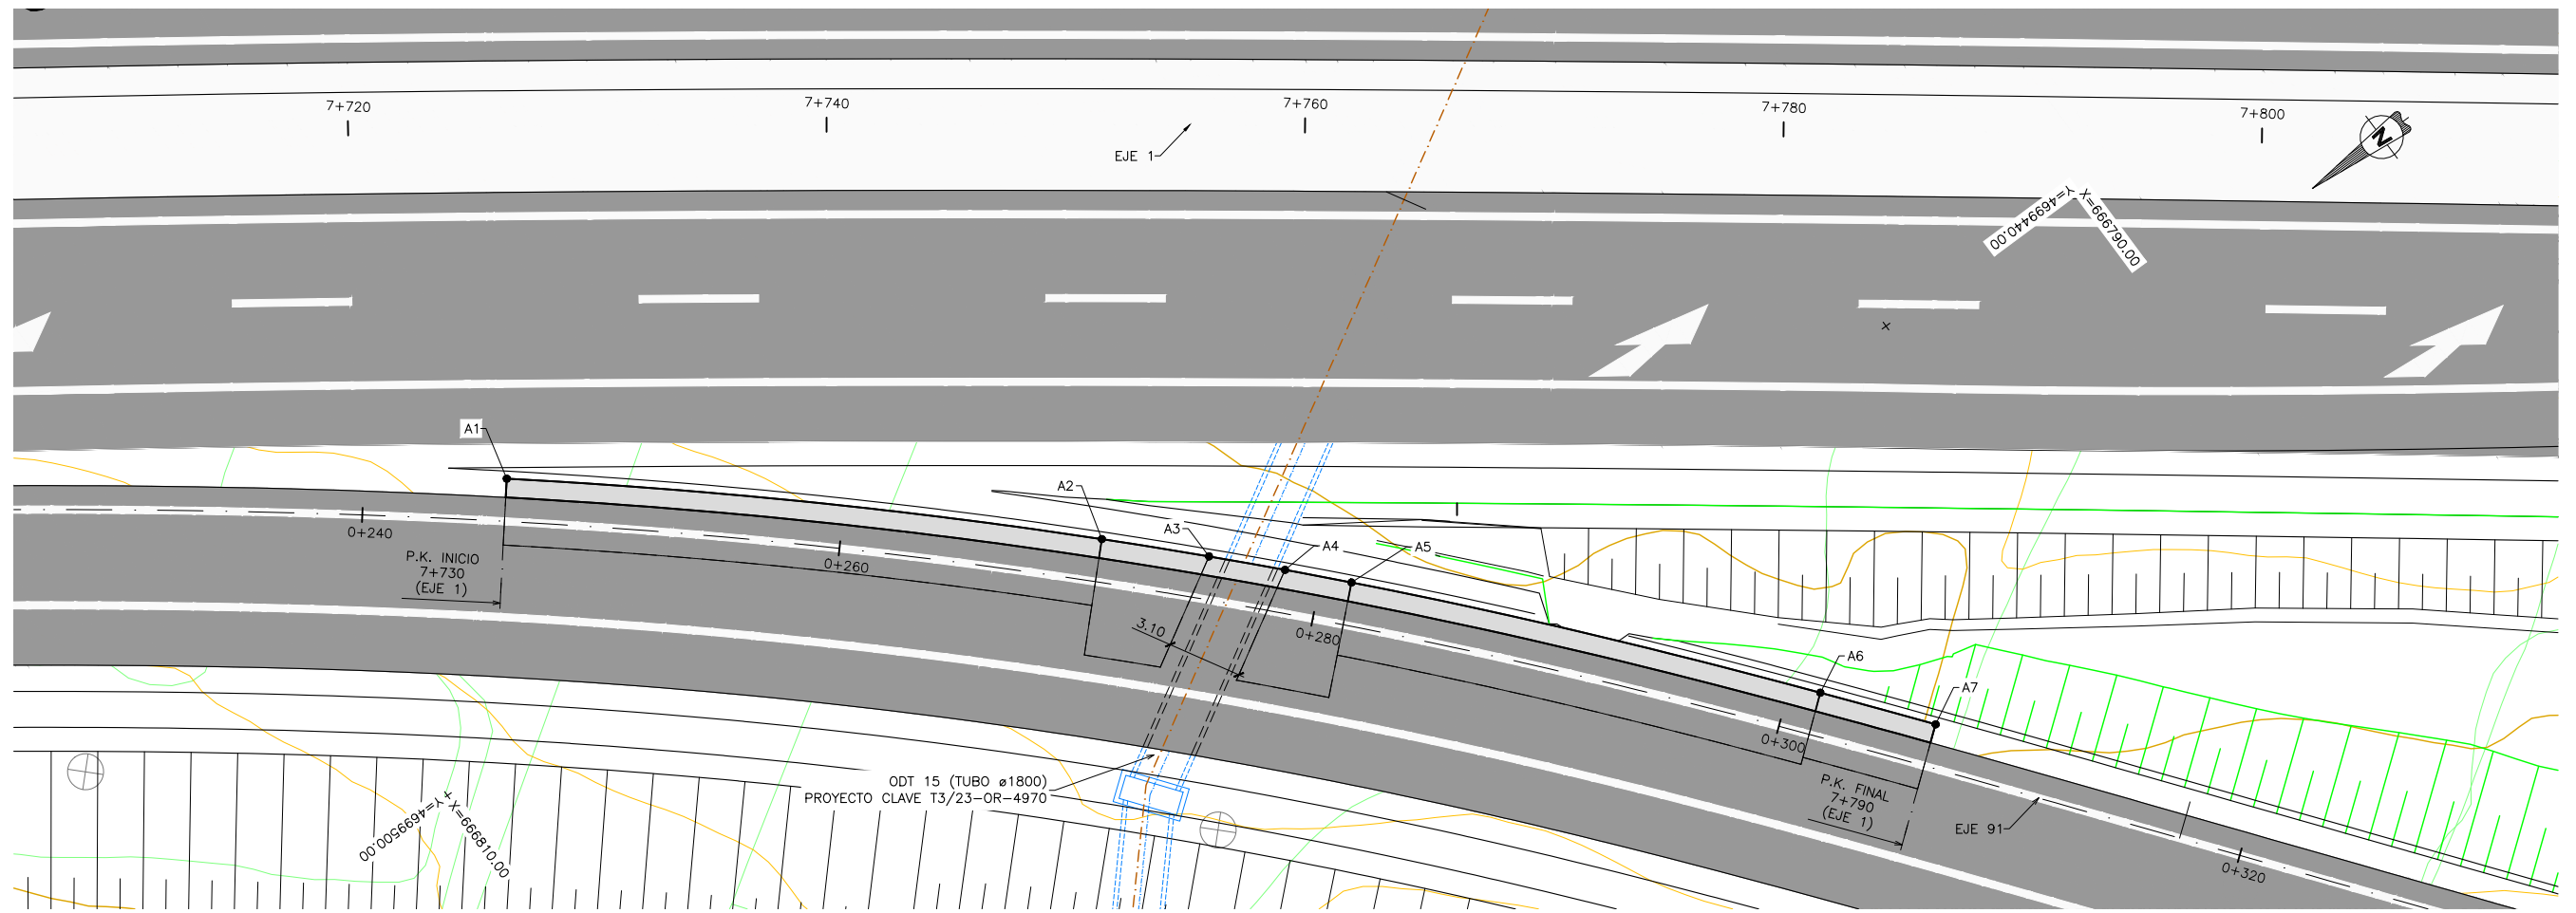 7+720
7+740
7+760
7+780
7+800
EJE 1
N
X=666790.00
Y=4699440.00
A1
A2
A3
A4
A5
0+240
P.K. INICIO
7+730
(EJE 1)
0+260
3.10
0+280
A6
A7
0+300
ODT 15 (TUBO ø1800)
PROYECTO CLAVE T3/23-OR-4970
P.K. FINAL
7+790
(EJE 1)
EJE 91
X=666810.00
Y=4699500.00
0+320